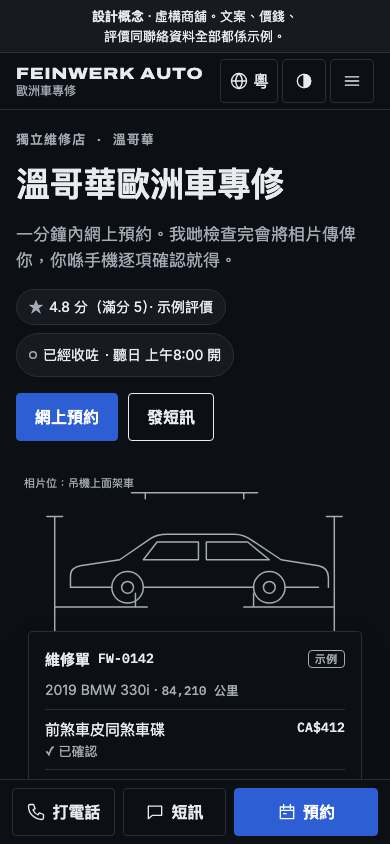 設計概念 · 虛構商舖。文案、價錢、
評價同聯絡資料全部都係示例。
FEINWERK AUTO
歐洲車專修
粵
獨立維修店 · 溫哥華
溫哥華歐洲車專修
一分鐘內網上預約。我哋檢查完會將相片傳俾
你，你喺手機逐項確認就得。
4.8 分（滿分 5）· 示例評價
已經收咗 · 聽日 上午8:00 開
網上預約
發短訊
相片位：吊機上面架車
維修單 FW-0142
示例
2019 BMW 330i · 84,210 公里
前煞車皮同煞車碟
CA$412
✓ 已確認
打電話
短訊
預約